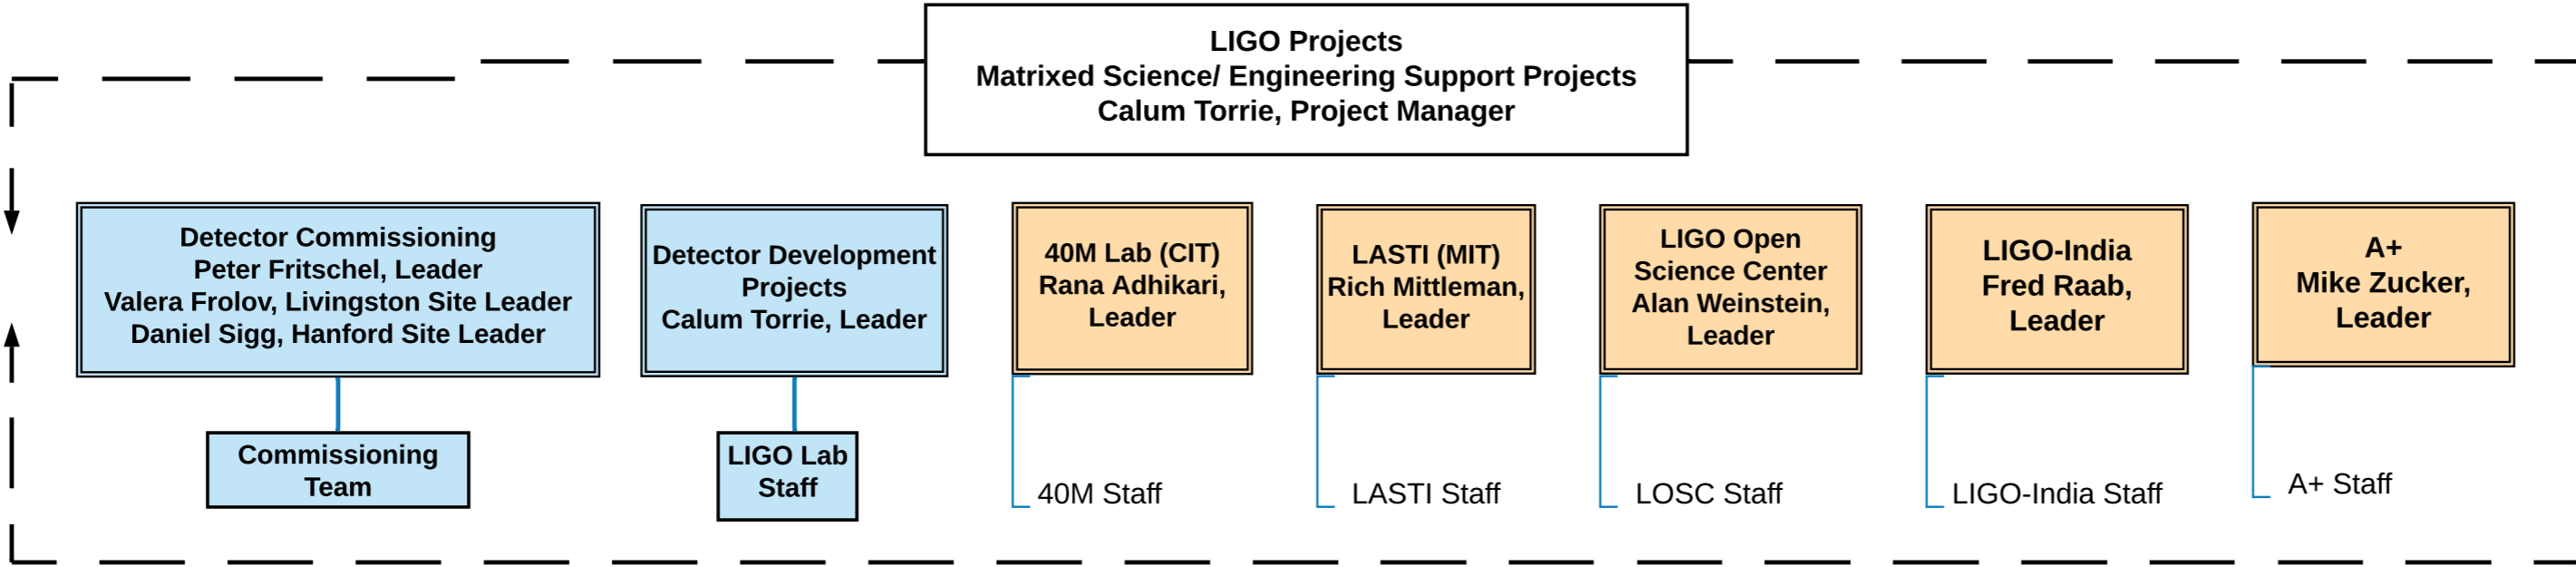 LIGO Projects
Matrixed Science/ Engineering Support Projects
Calum Torrie, Project Manager
Detector Commissioning
Peter Fritschel, Leader
Valera Frolov, Livingston Site Leader
Daniel Sigg, Hanford Site Leader
Detector Development
Projects
Calum Torrie, Leader
40M Lab (CIT)
Rana Adhikari,
Leader
LASTI (MIT)
Rich Mittleman,
Leader
LIGO Open
Science Center
Alan Weinstein,
Leader
LIGO-India
Fred Raab,
Leader
A+
Mike Zucker,
Leader
Commissioning
Team
LIGO Lab
Staff
40M Staff
LASTI Staff
LOSC Staff
LIGO-India Staff
A+ Staff